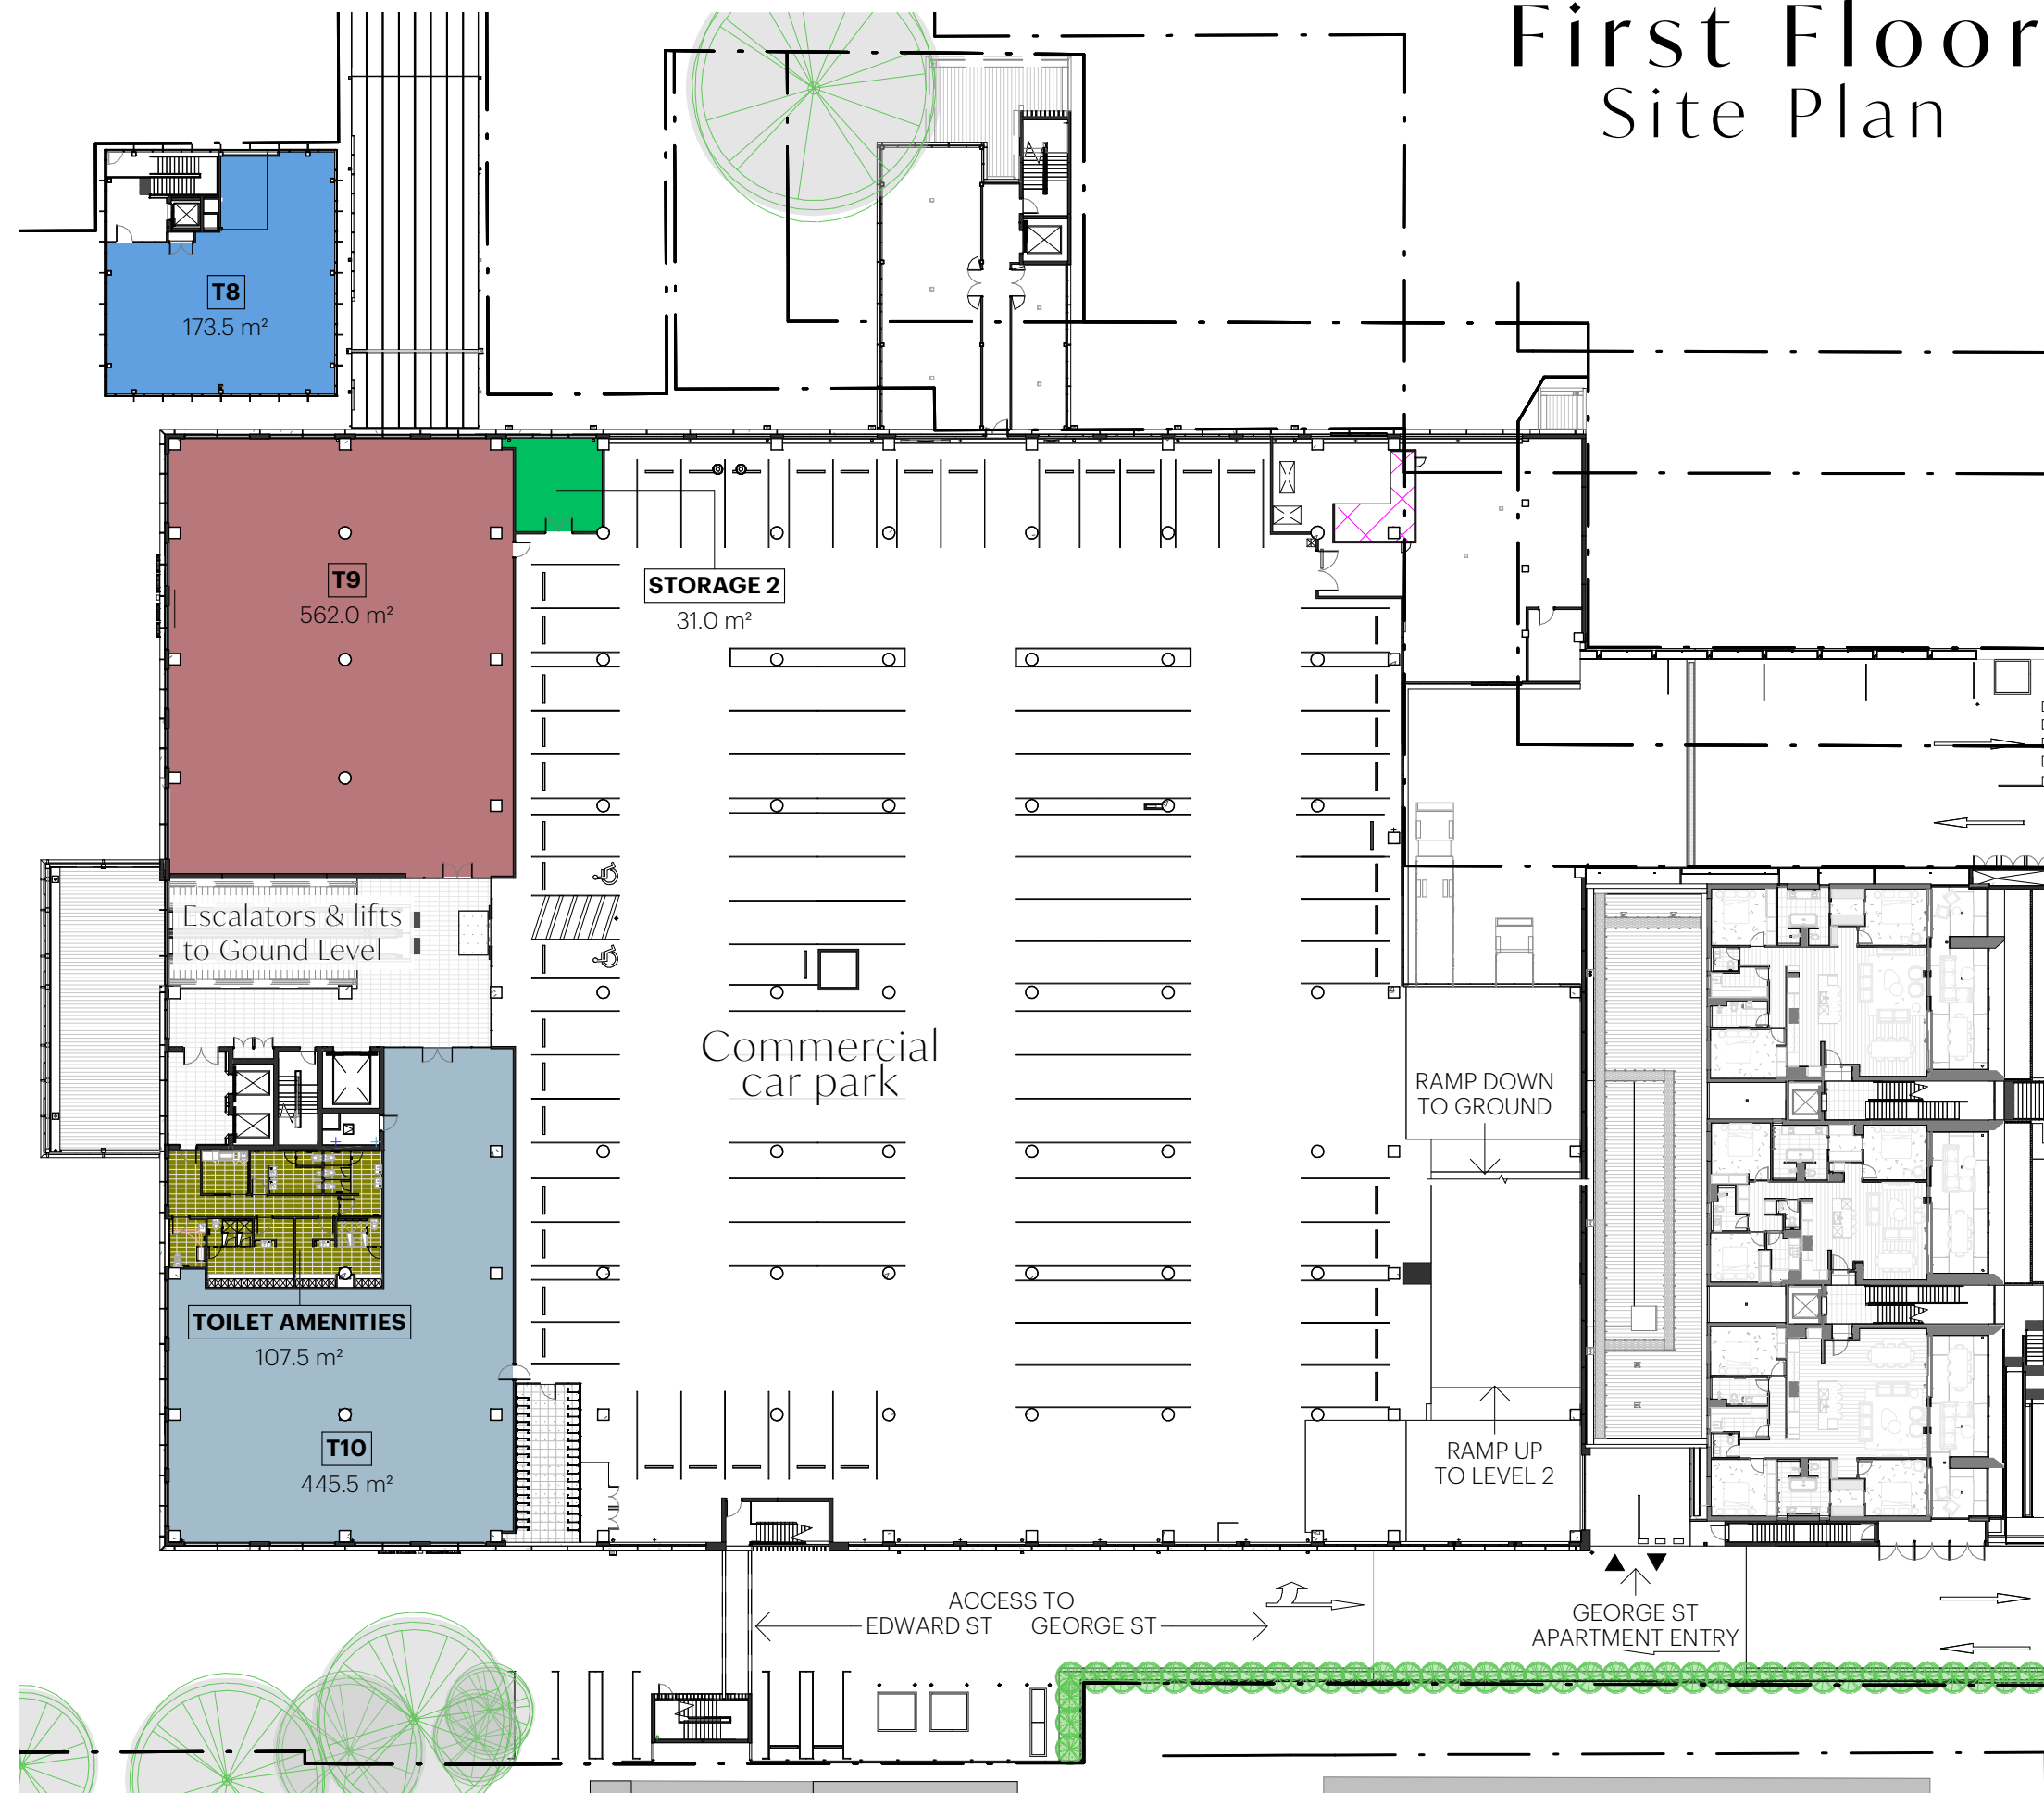 First Floor
Site Plan
T8
173.5 m²
T9
562.0 m²
STORAGE 2
31.0 m²
Escalators & lifts
to Gound Level
Commercial
car park
RAMP DOWN
TO GROUND
TOILET AMENITIES
107.5 m²
T10
445.5 m²
RAMP UP
TO LEVEL 2
ACCESS TO
EDWARD ST GEORGE ST
GEORGE ST
APARTMENT ENTRY